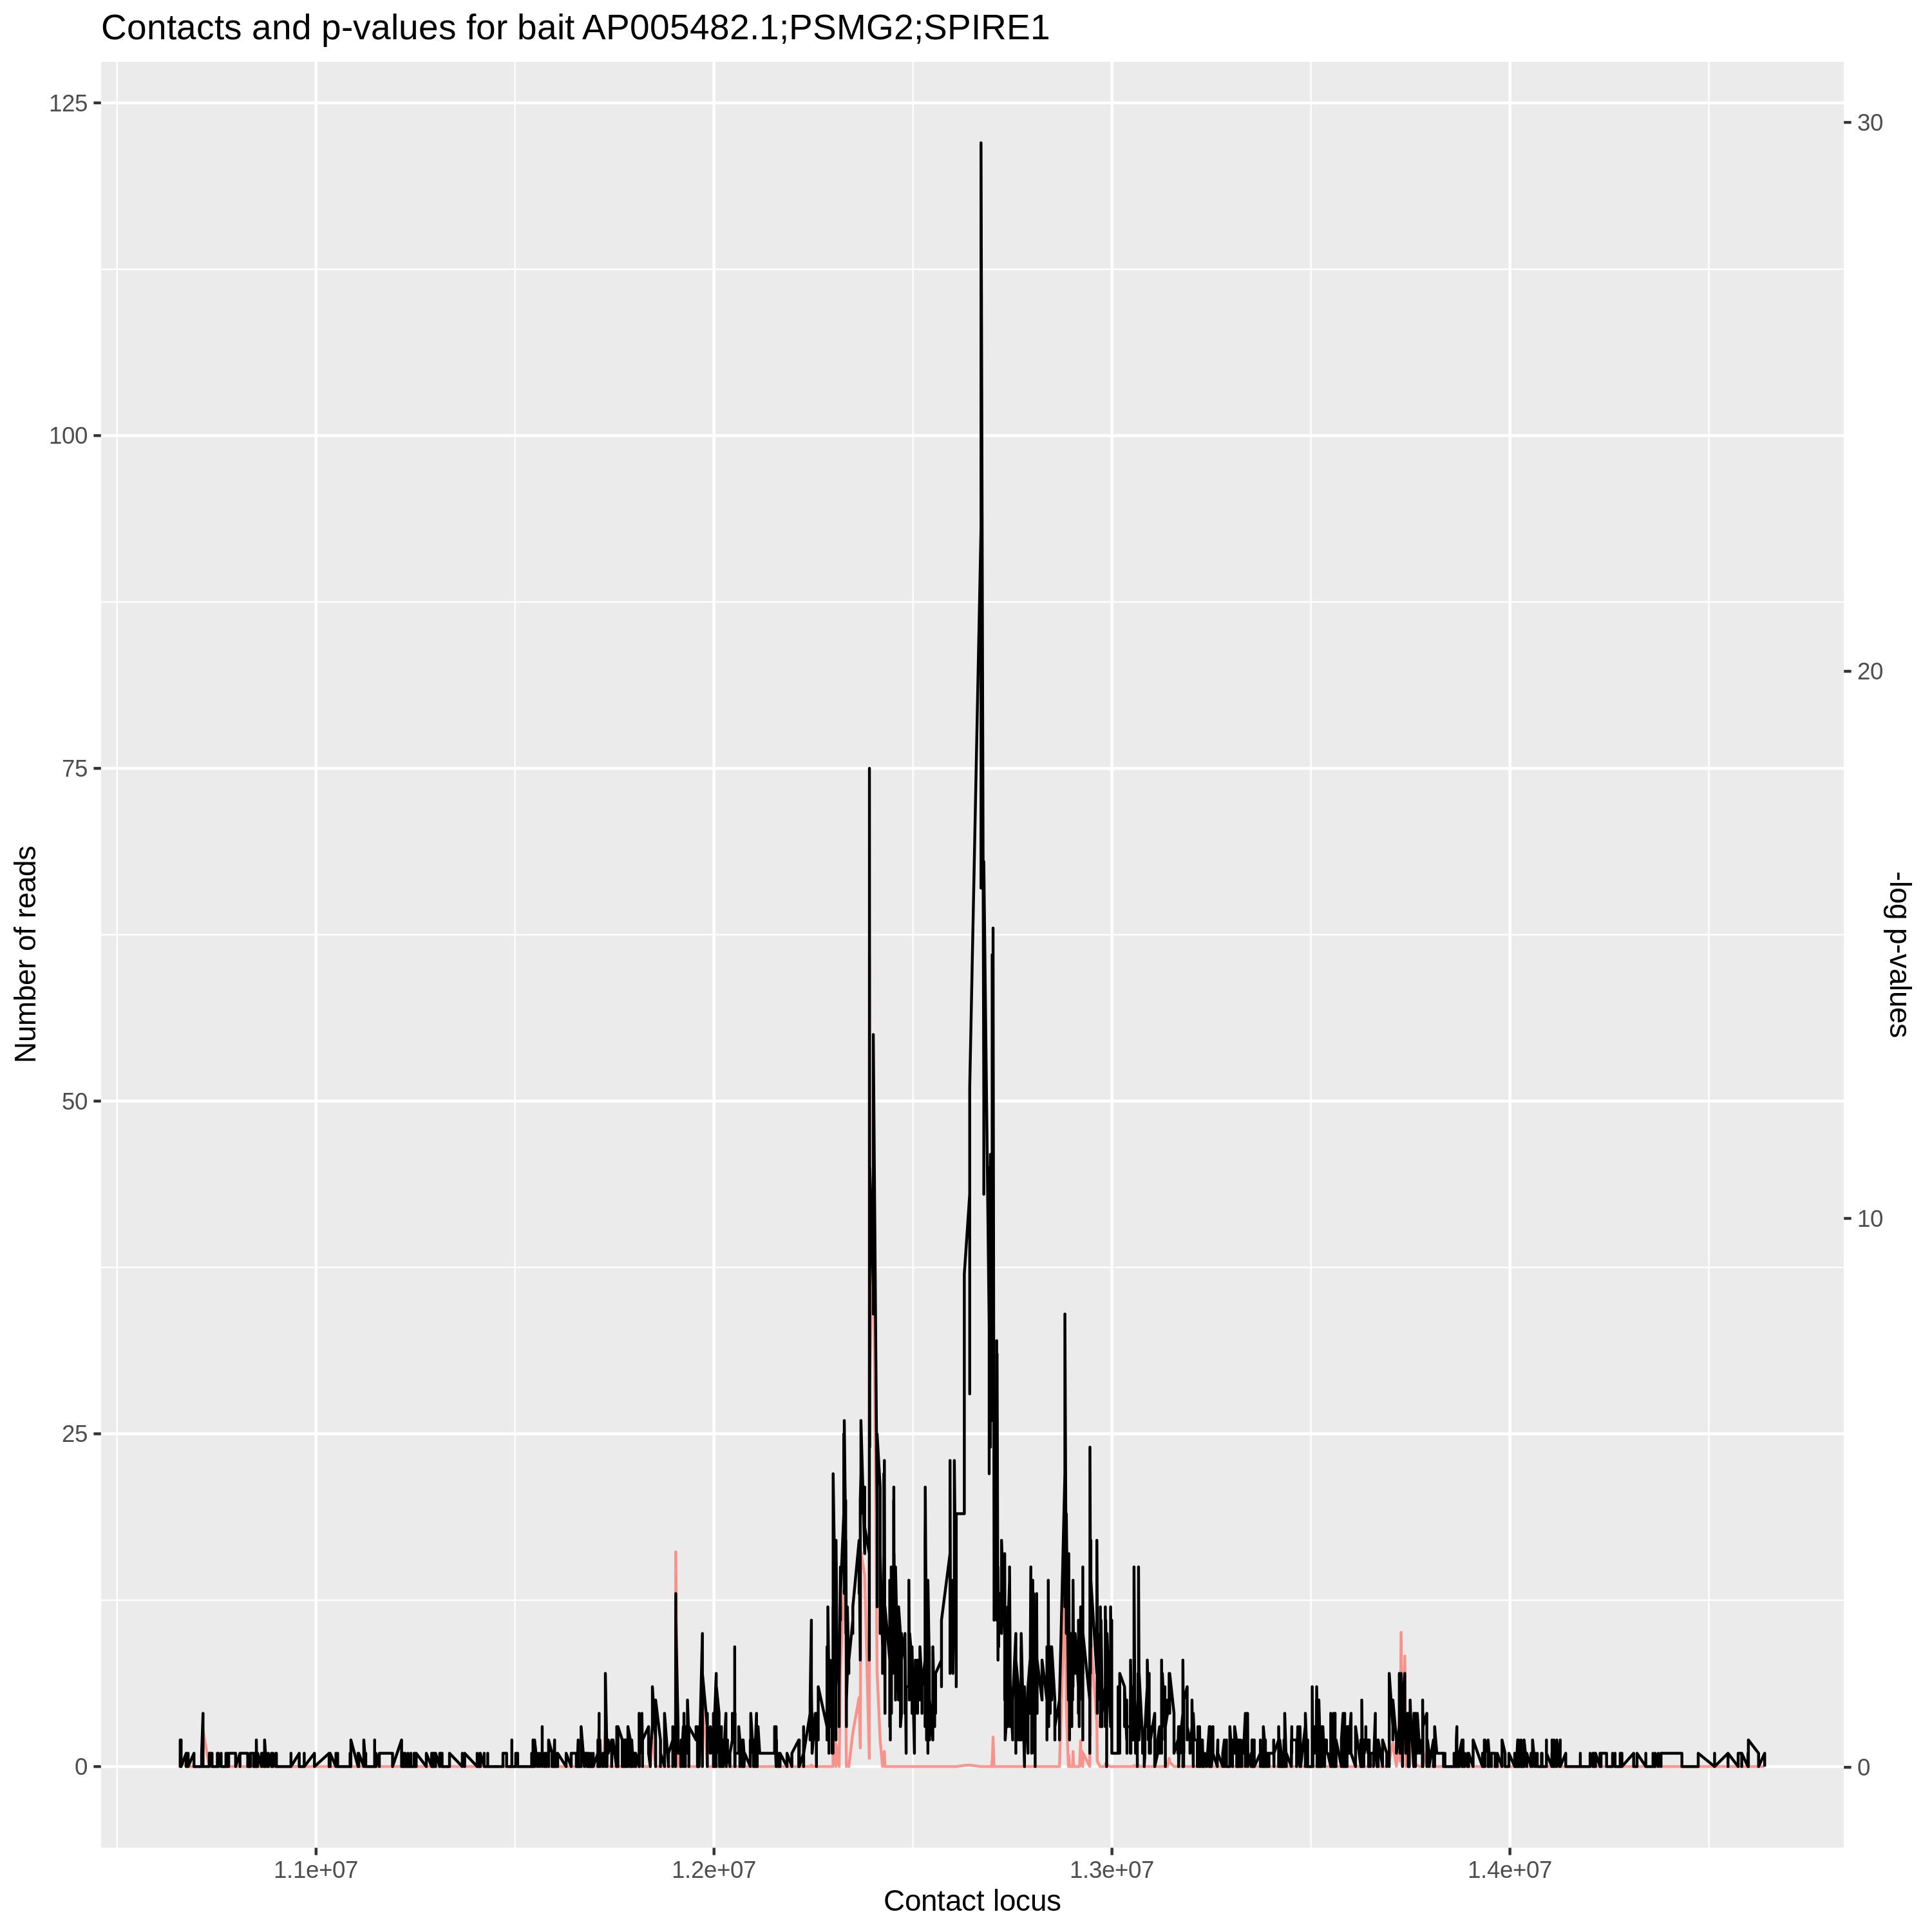 Contacts and p-values for bait AP005482.1;PSMG2;SPIRE1
125
100
75
50
25
0
Number of reads
30
20
10
0
-log p-values
1.1e+07
1.2e+07
1.3e+07
1.4e+07
Contact locus